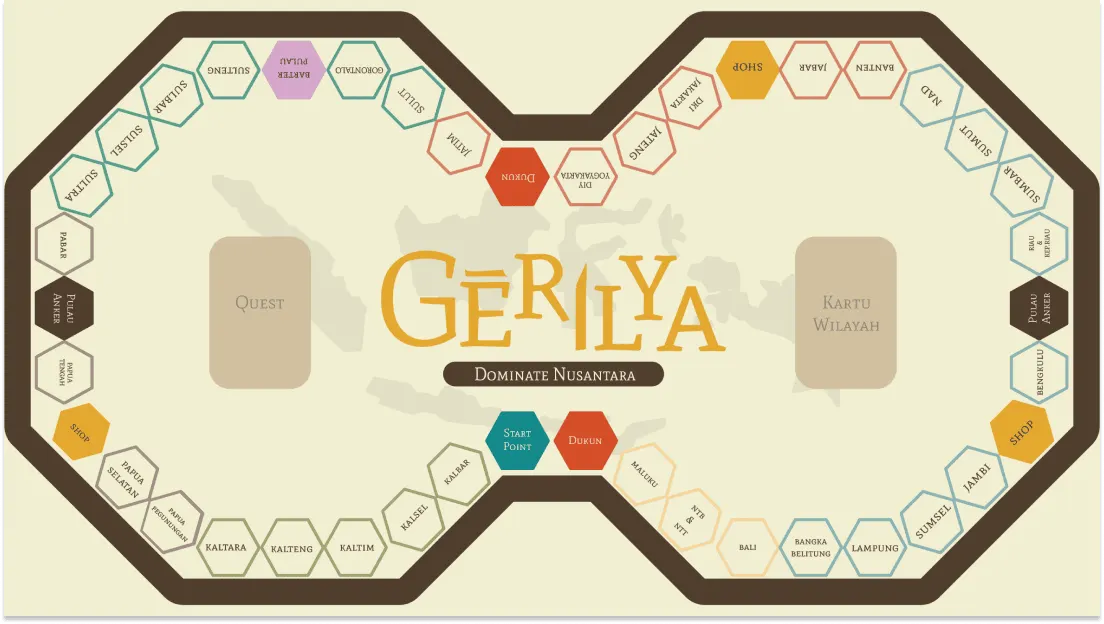 SULTENG
BARTER
PULAU
GORONTALO
SULUT
JATIM
DUKUN
DIY
YOGYAKARTA
JATENG
DKI
JAKARTA
SHOP
JABAR
BANTEN
NAD
SUMUT
SUMBAR
RIAU
&
KEP.RIAU
PULAU
ANKER
BENGKULU
SHOP
JAMBI
SUMSEL
LAMPUNG
BANGKA
BELITUNG
BALI
NTB
&
NTT
MALUKU
DUKUN
START
POINT
KALBAR
KALSEL
KALTIM
KALTENG
KALTARA
PAPUA
PEGUNUNGAN
PAPUA
SELATAN
SHOP
PAPUA
TENGAH
PULAU
ANKER
PABAR
SULTRA
SULSEL
SULBAR
QUEST
GERILYA
DOMINATE NUSANTARA
KARTU
WILAYAH